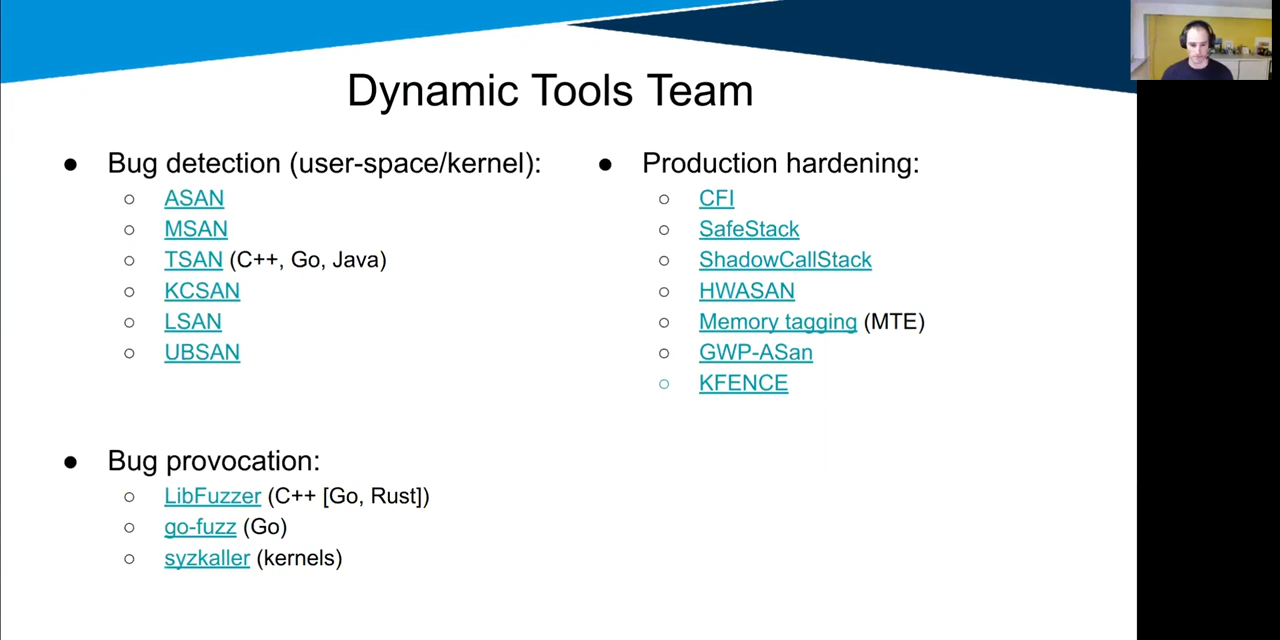 Dynamic Tools Team
● Bug detection (user-space/kernel):
○ ASAN
○ MSAN
○ TSAN (C++, Go, Java)
○ KCSAN
○ LSAN
○ UBSAN
● Bug provocation:
○ LibFuzzer (C++ [Go, Rust])
○ go-fuzz (Go)
○ syzkaller (kernels)
● Production hardening:
○ CFI
○ SafeStack
○ ShadowCallStack
○ HWASAN
○ Memory tagging (MTE)
○ GWP-ASan
○ KFENCE